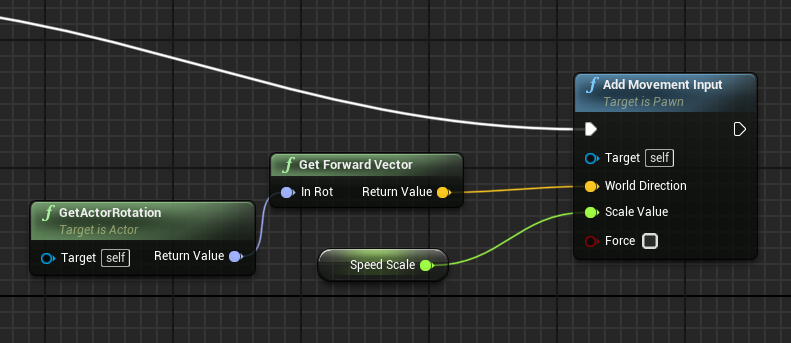 Add Movement Input
Target is Pawn
Target self
World Direction
Scale Value
Force
Get Forward Vector
In Rot Return Value
GetActorRotation
Target is Actor
Target self Return Value
Speed Scale